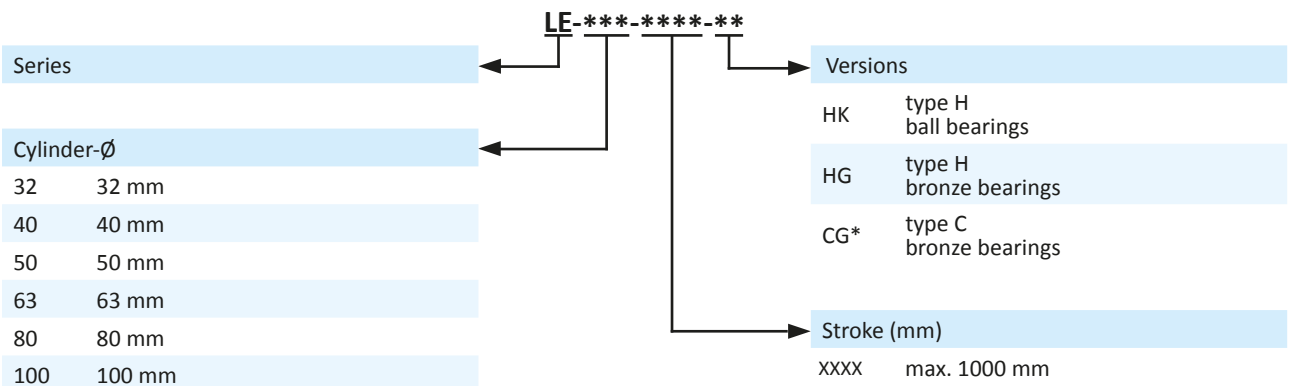 LE-***-****-**
Series
Cylinder-Ø
32 32 mm
40 40 mm
50 50 mm
63 63 mm
80 80 mm
100 100 mm
Versions
HK type H
ball bearings
HG type H
bronze bearings
CG* type C
bronze bearings
Stroke (mm)
XXXX max. 1000 mm